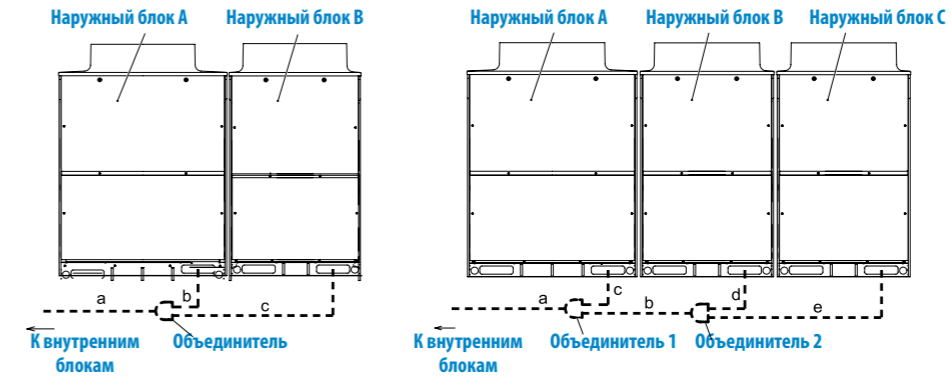 Наружный блок A
Наружный блок B
a
b
c
К внутренним
блокам
Объединитель
Наружный блок A
Наружный блок B
Наружный блок C
a
c
b
d
e
К внутренним
блокам
Объединитель 1
Объединитель 2